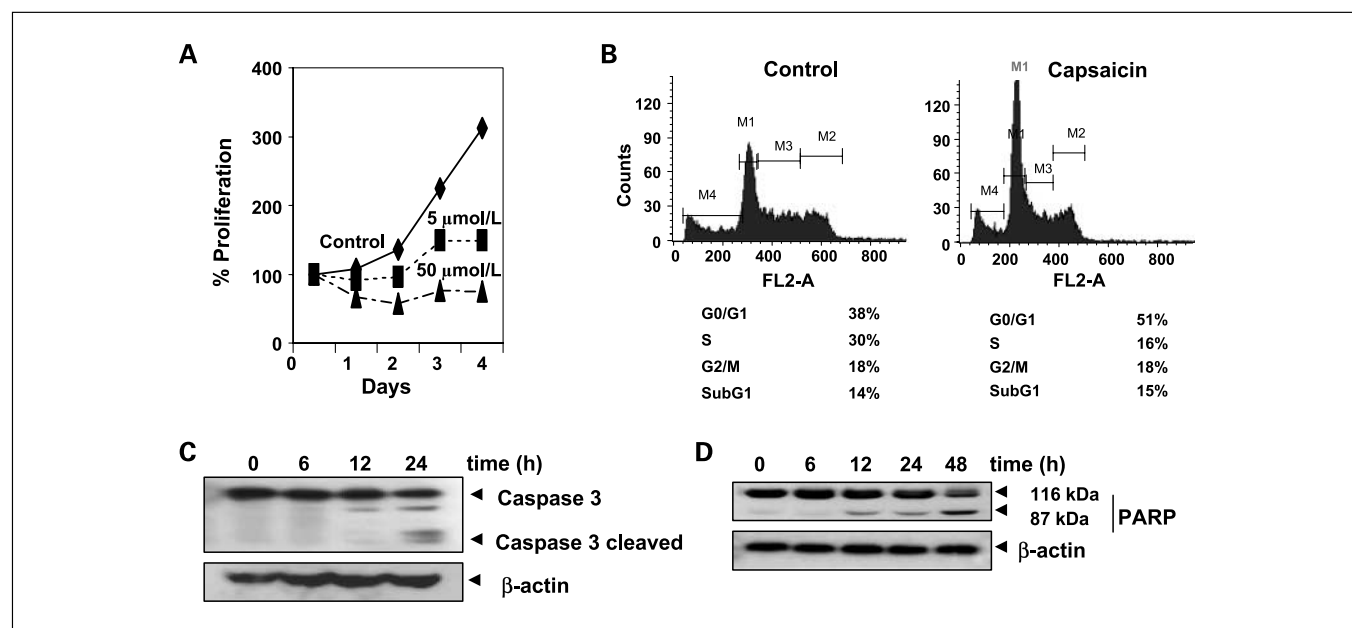 A
400
300
200
100
0
% Proliferation
Control
5 μmol/L
50 μmol/L
0 1 2 3 4
Days
B
Control
120
90
60
30
0
Counts
M1
M3
M2
M4
0 200 400 600 800
FL2-A
G0/G1 38%
S 30%
G2/M 18%
SubG1 14%
Capsaicin
M1
120
90
60
30
0
M1
M2
M3
M4
0 200 400 600 800
FL2-A
G0/G1 51%
S 16%
G2/M 18%
SubG1 15%
C
0 6 12 24 time (h)
Caspase 3
Caspase 3 cleaved
β-actin
D
0 6 12 24 48 time (h)
116 kDa
87 kDa
PARP
β-actin